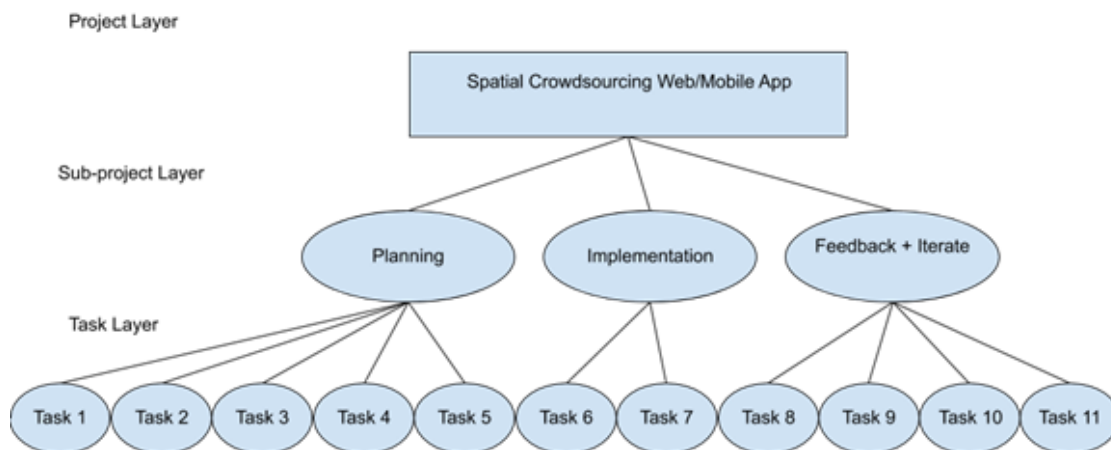 Project Layer
Spatial Crowdsourcing Web/Mobile App
Sub-project Layer
Planning
Implementation
Feedback + Iterate
Task Layer
Task 1
Task 2
Task 3
Task 4
Task 5
Task 6
Task 7
Task 8
Task 9
Task 10
Task 11